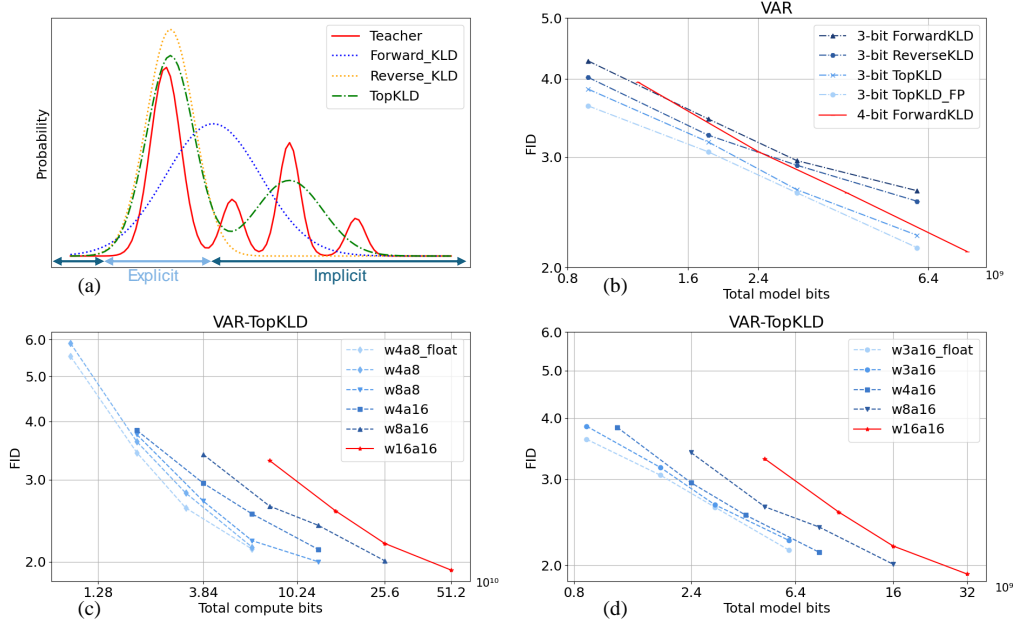 Teacher
Forward_KLD
Reverse_KLD
TopKLD
Probability
Explicit
Implicit
(a)
VAR
5.0
4.0
3.0
2.0
FID
3-bit ForwardKLD
3-bit ReverseKLD
3-bit TopKLD
3-bit TopKLD_FP
4-bit ForwardKLD
0.8
1.6
2.4
6.4
10⁹
Total model bits
(b)
VAR-TopKLD
6.0
5.0
4.0
3.0
2.0
FID
w4a8_float
w4a8
w8a8
w4a16
w8a16
w16a16
1.28
3.84
10.24
25.6
51.2
10¹⁰
Total compute bits
(c)
VAR-TopKLD
6.0
5.0
4.0
3.0
2.0
FID
w3a16_float
w3a16
w4a16
w8a16
w16a16
0.8
2.4
6.4
16
32
10⁹
Total model bits
(d)